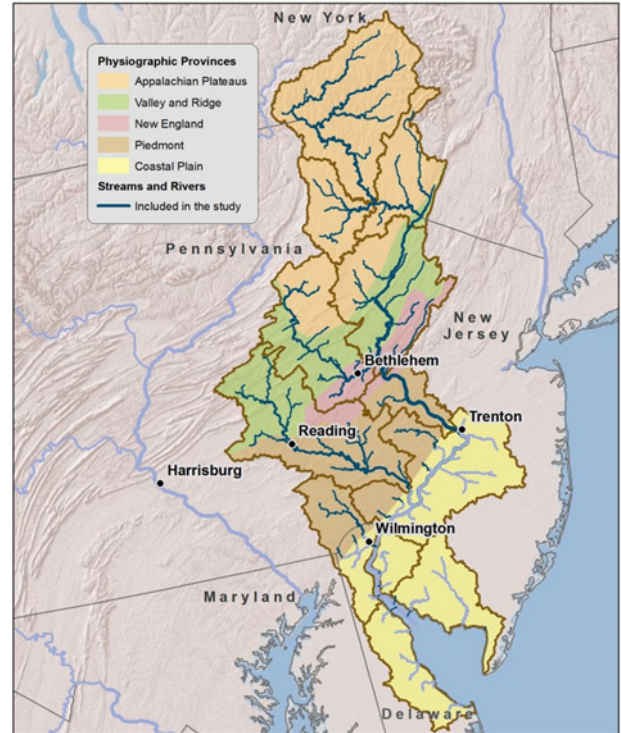 New York
Physiographic Provinces
Appalachian Plateaus
Valley and Ridge
New England
Piedmont
Coastal Plain
Streams and Rivers
Included in the study
Pennsylvania
New
Jersey
Bethlehem
Trenton
Reading
Harrisburg
Wilmington
Maryland
Delaware